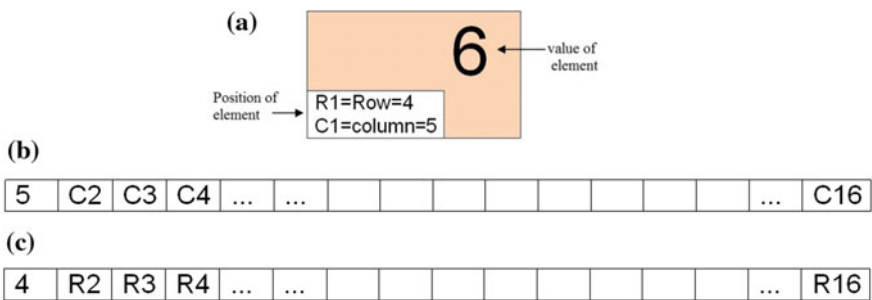 (a)
6
value of
element
Position of
element
R1=Row=4
C1=column=5
(b)
5 C2 C3 C4 ... ... ... C16
(c)
4 R2 R3 R4 ... ... ... R16